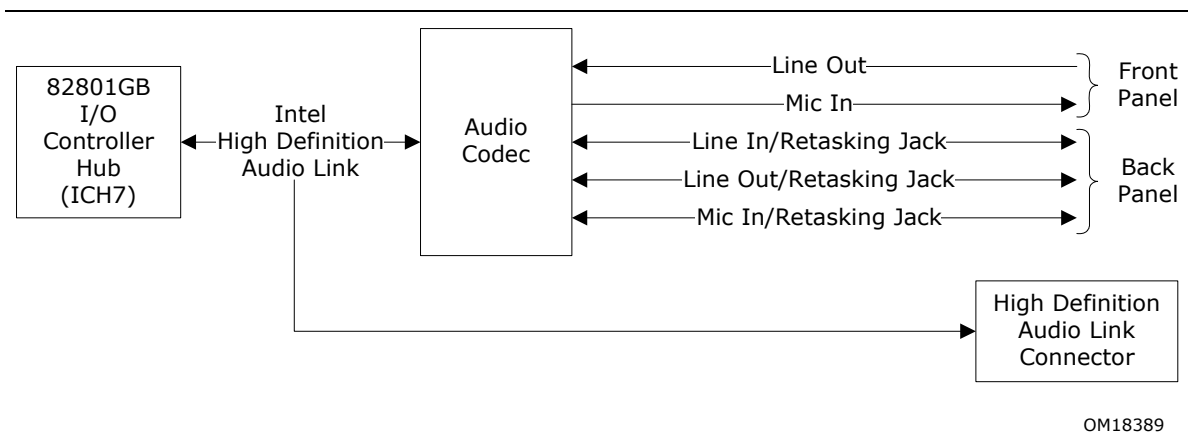 82801GB
I/O
Controller
Hub
(ICH7)
Intel
High Definition
Audio Link
Audio
Codec
Line Out
Mic In
Line In/Retasking Jack
Line Out/Retasking Jack
Mic In/Retasking Jack
Front
Panel
Back
Panel
High Definition
Audio Link
Connector
OM18389